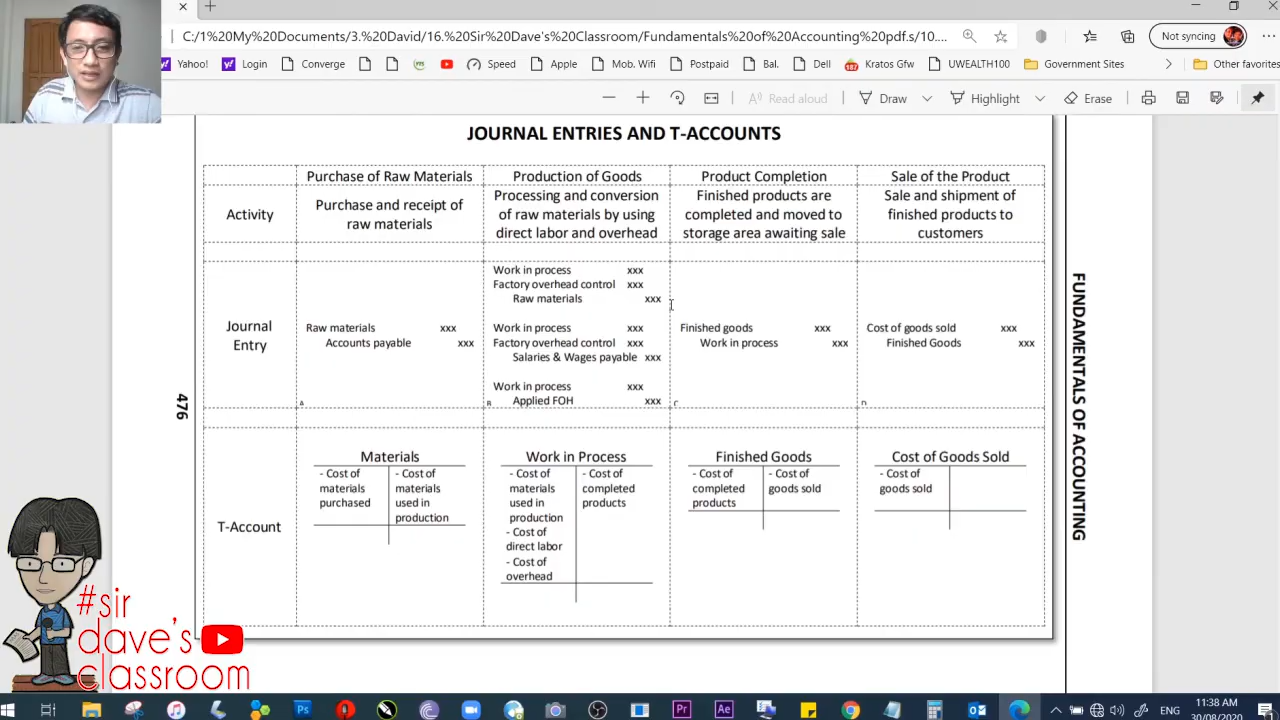 C:/1%20My%20Documents/3.%20David/16.%20Sir%20Dave's%20Classroom/Fundamentals%20of%20Accounting%20pdf.s/10....
Not syncing
Yahoo!
Login
Converge
Speed
Apple
Mob. Wifi
Postpaid
Bal.
Dell
Kratos Gfw
UWEALTH100
Government Sites
Other favorites
Read aloud
Draw
Highlight
Erase
JOURNAL ENTRIES AND T-ACCOUNTS
Purchase of Raw Materials
Production of Goods
Product Completion
Sale of the Product
Activity
Purchase and receipt of
raw materials
Processing and conversion
of raw materials by using
direct labor and overhead
Finished products are
completed and moved to
storage area awaiting sale
Sale and shipment of
finished products to
customers
Journal
Entry
Raw materials xxx
Accounts payable xxx
A
Work in process xxx
Factory overhead control xxx
Raw materials xxx
Work in process xxx
Factory overhead control xxx
Salaries & Wages payable xxx
Work in process xxx
Applied FOH xxx
B
Finished goods xxx
Work in process xxx
C
Cost of goods sold xxx
Finished Goods xxx
D
T-Account
Materials
- Cost of
materials
purchased
- Cost of
materials
used in
production
Work in Process
- Cost of
materials
used in
production
- Cost of
direct labor
- Cost of
overhead
- Cost of
completed
products
Finished Goods
- Cost of
completed
products
- Cost of
goods sold
Cost of Goods Sold
- Cost of
goods sold
476
FUNDAMENTALS OF ACCOUNTING
#sir
dave's
classroom
ENG
11:38 AM
30/08/2020